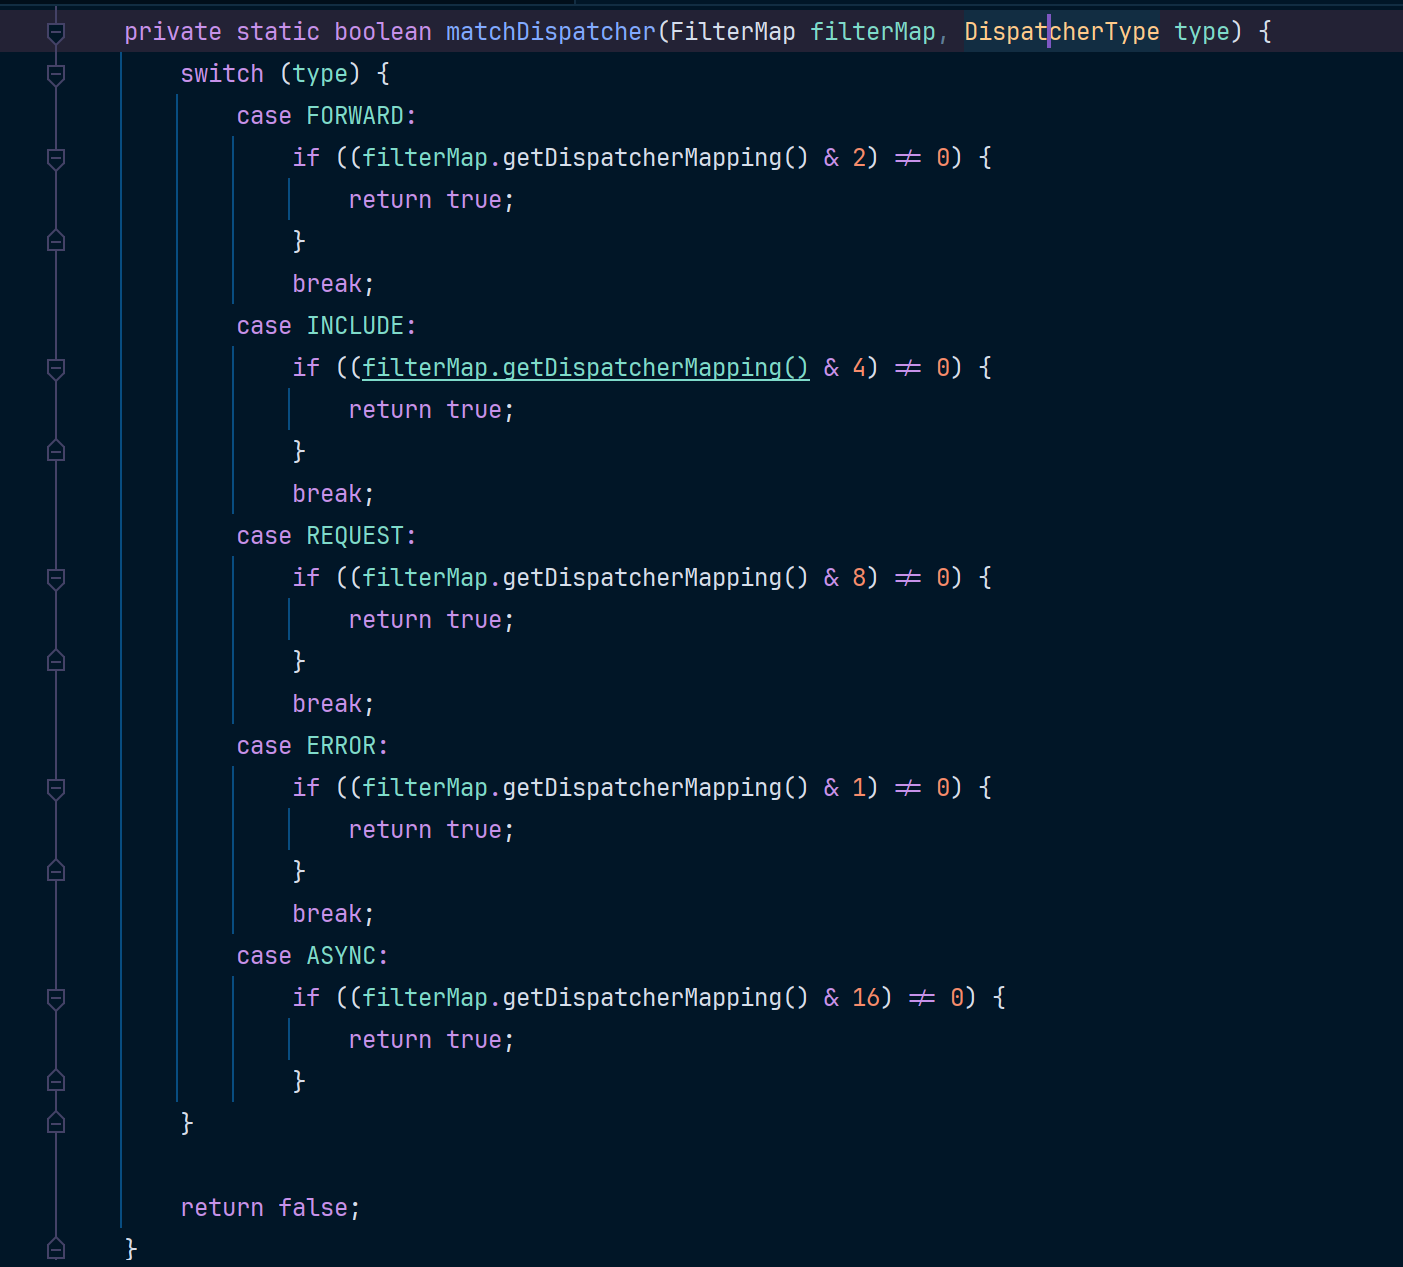 private static boolean matchDispatcher(FilterMap filterMap, DispatcherType type) {
    switch (type) {
        case FORWARD:
            if ((filterMap.getDispatcherMapping() & 2) != 0) {
                return true;
            }
            break;
        case INCLUDE:
            if ((filterMap.getDispatcherMapping() & 4) != 0) {
                return true;
            }
            break;
        case REQUEST:
            if ((filterMap.getDispatcherMapping() & 8) != 0) {
                return true;
            }
            break;
        case ERROR:
            if ((filterMap.getDispatcherMapping() & 1) != 0) {
                return true;
            }
            break;
        case ASYNC:
            if ((filterMap.getDispatcherMapping() & 16) != 0) {
                return true;
            }
    }

    return false;
}